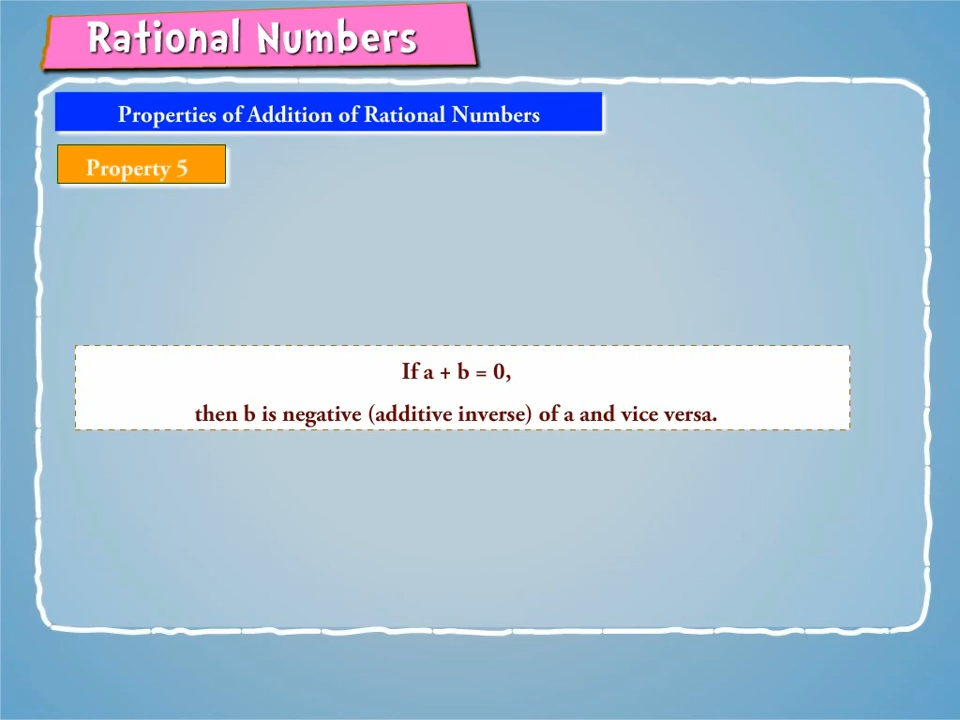 Rational Numbers
Properties of Addition of Rational Numbers
Property 5
If a + b = 0,
then b is negative (additive inverse) of a and vice versa.